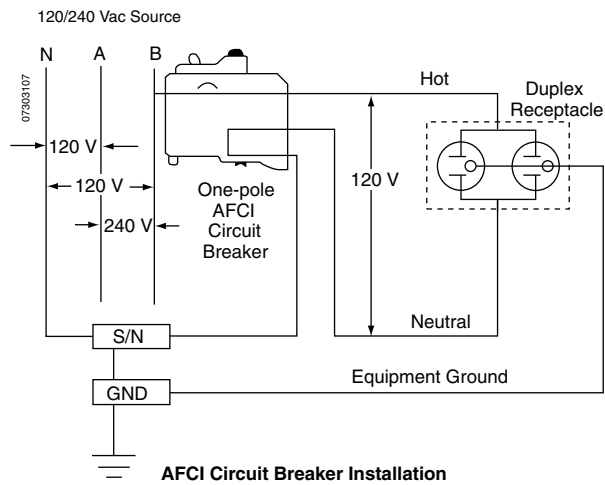 120/240 Vac Source
N
A
B
07303107
120 V
120 V
240 V
One-pole
AFCI
Circuit
Breaker
Hot
120 V
Duplex
Receptacle
Neutral
S/N
Equipment Ground
GND
AFCI Circuit Breaker Installation